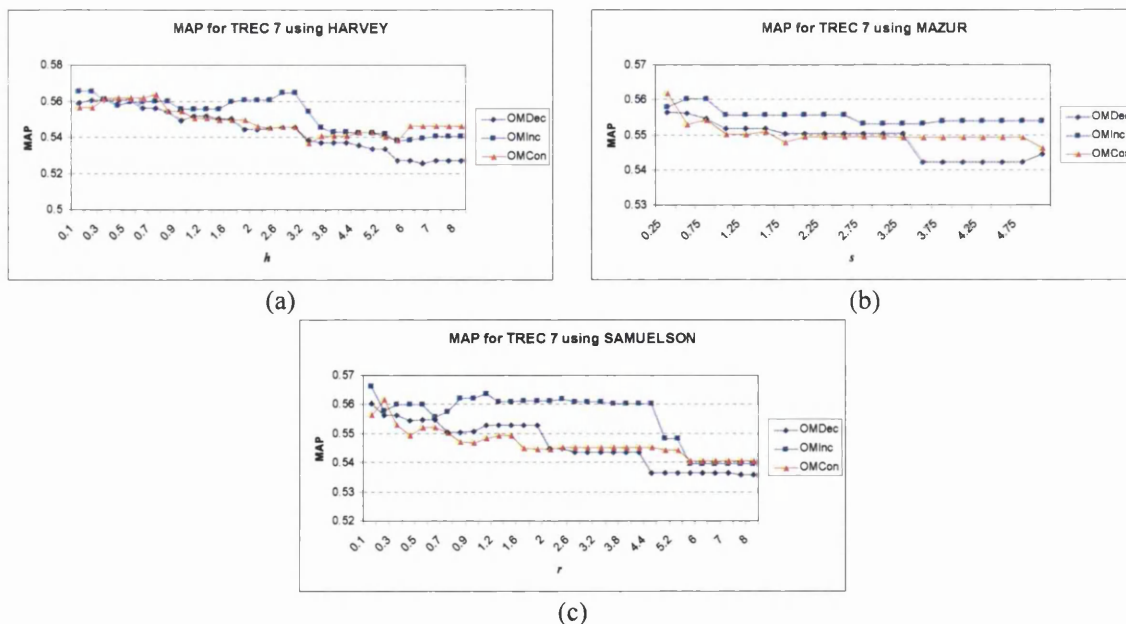 MAP for TREC 7 using HARVEY
0.58
0.56
0.54
0.52
0.5
MAP
0.1 0.3 0.5 0.7 0.9 1.2 1.6 2 2.6 3.2 3.8 4.4 5.2 6 7 8
h
OMDec
OMInc
OMCon
(a)
MAP for TREC 7 using MAZUR
0.57
0.56
0.55
0.54
0.53
MAP
0.25 0.75 1.25 1.75 2.25 2.75 3.25 3.75 4.25 4.75
s
OMDec
OMInc
OMCon
(b)
MAP for TREC 7 using SAMUELSON
0.57
0.56
0.55
0.54
0.53
0.52
MAP
0.1 0.3 0.5 0.7 0.9 1.2 1.6 2 2.6 3.2 3.8 4.4 5.2 6 7 8
r
OMDec
OMInc
OMCon
(c)